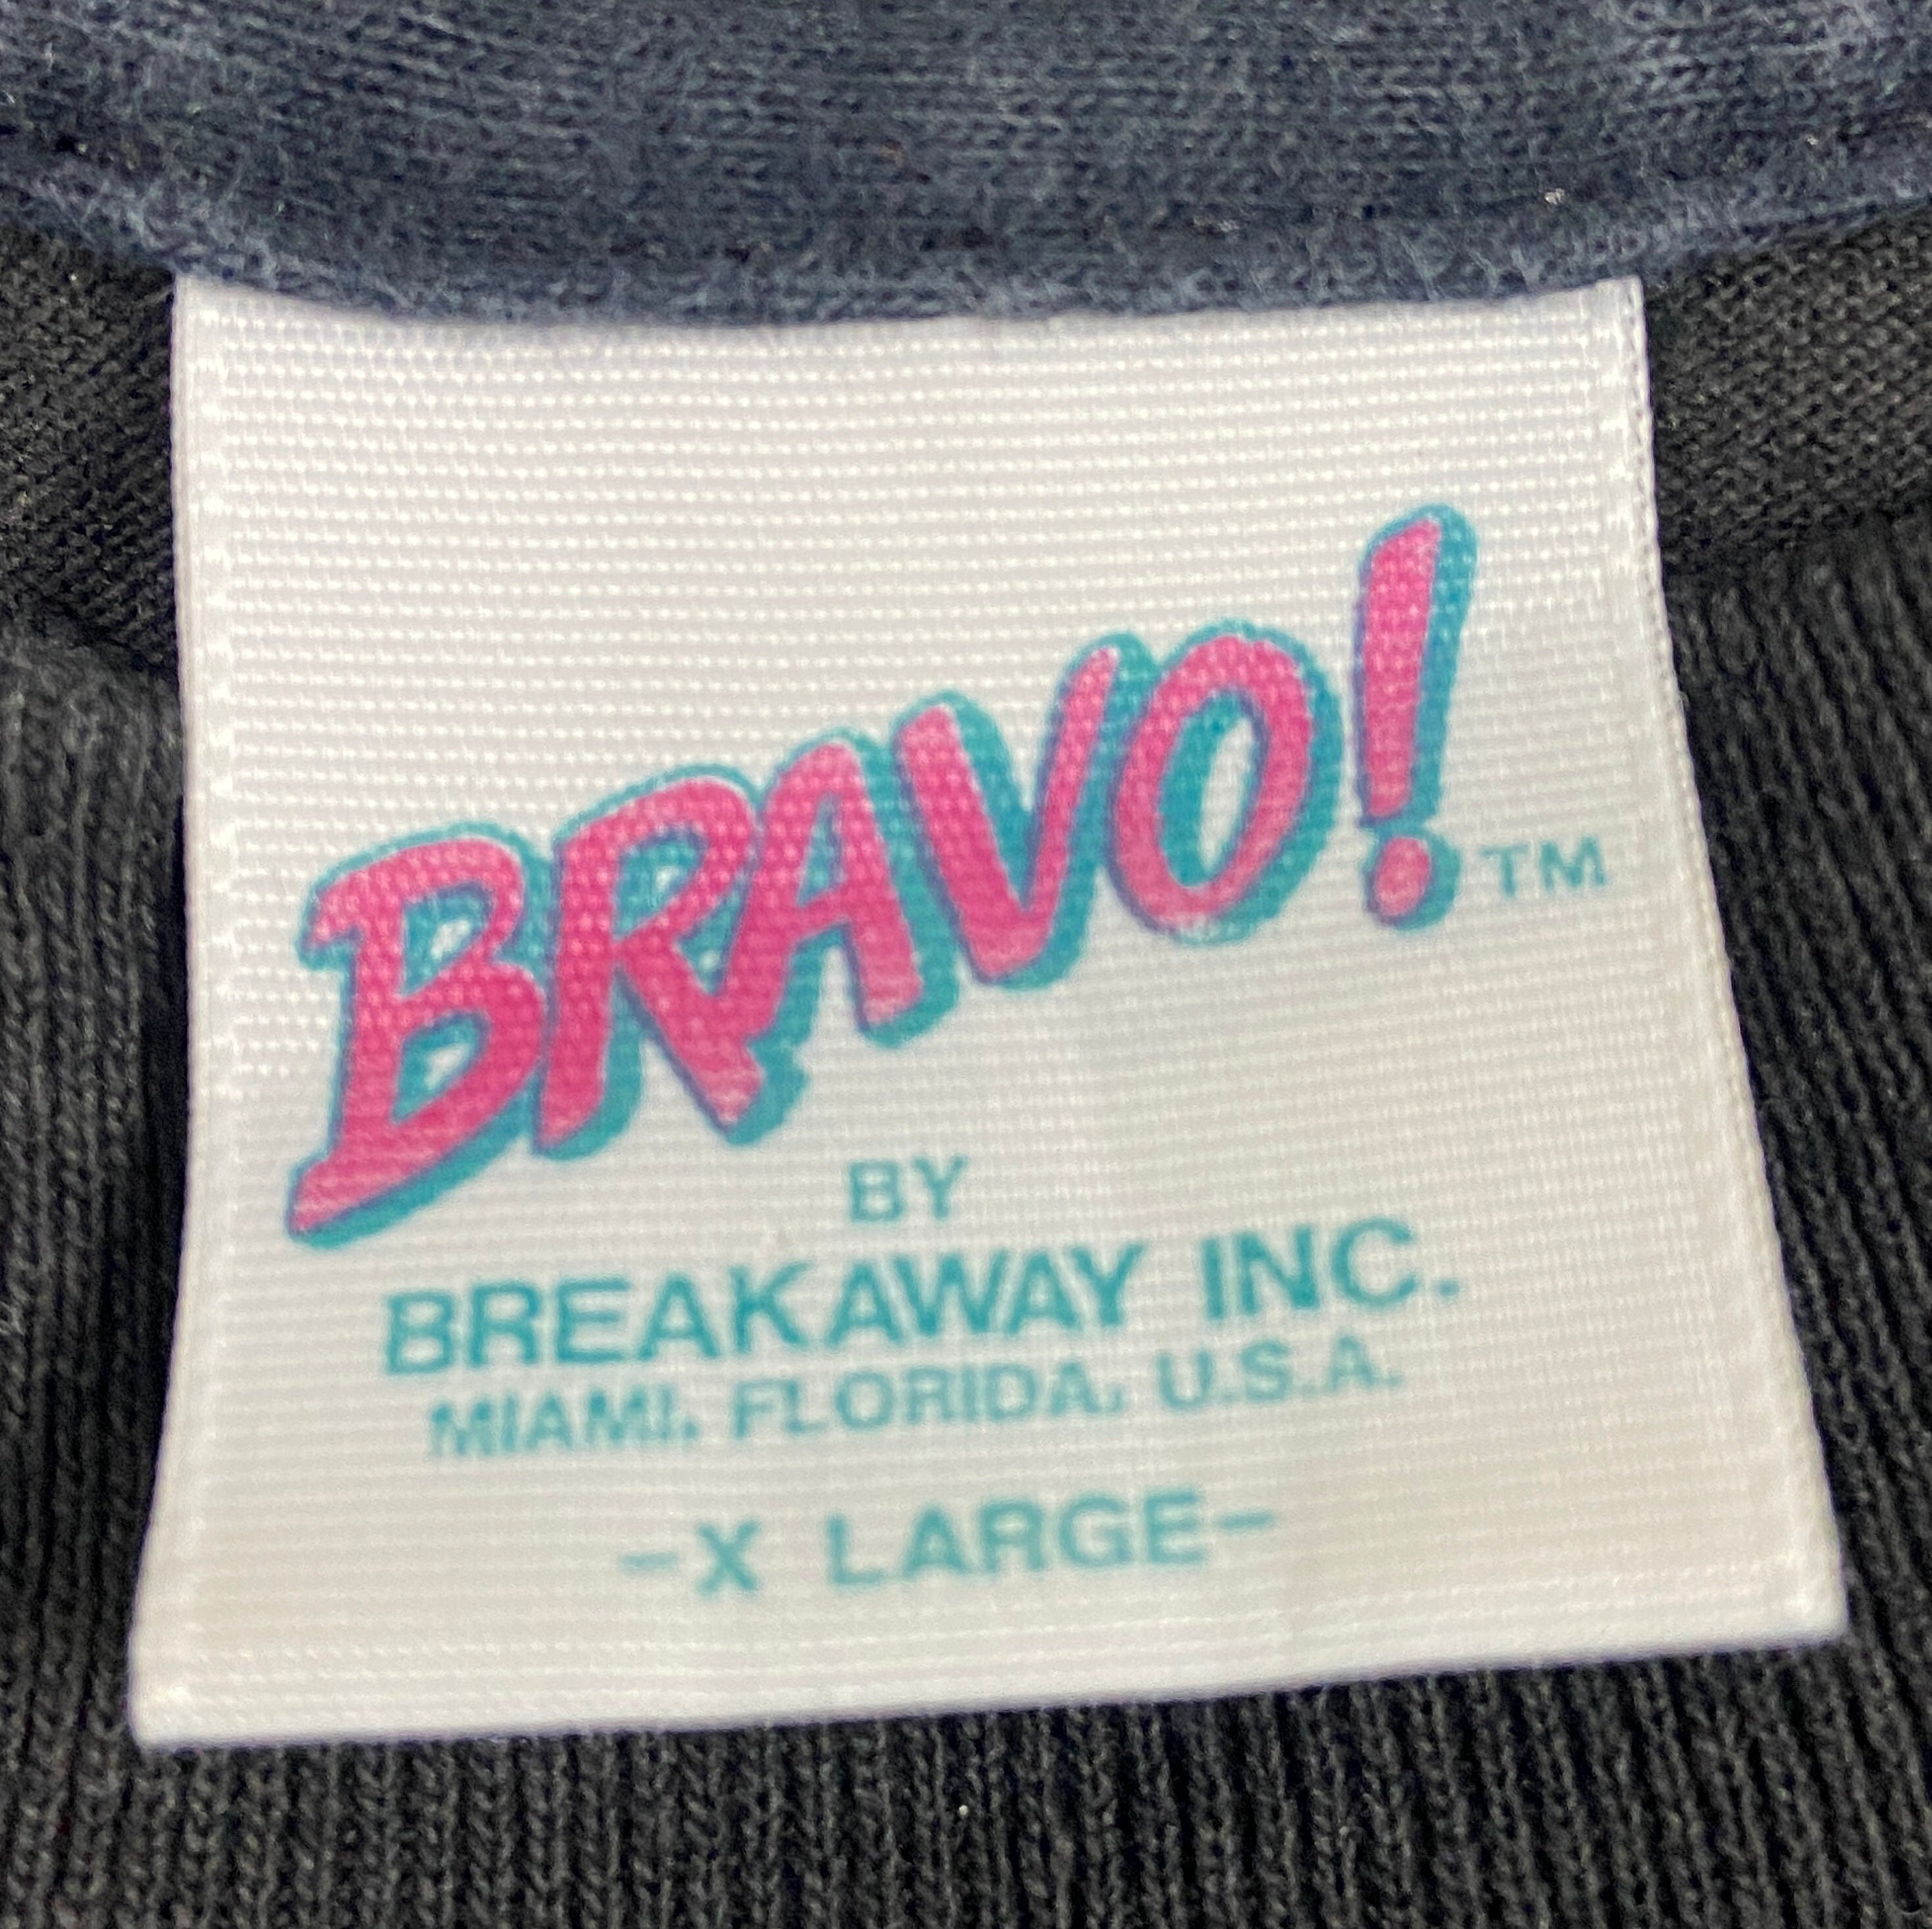 BRAVO! TM
BY
BREAKAWAY INC.
MIAMI, FLORIDA, U.S.A.
-X LARGE-